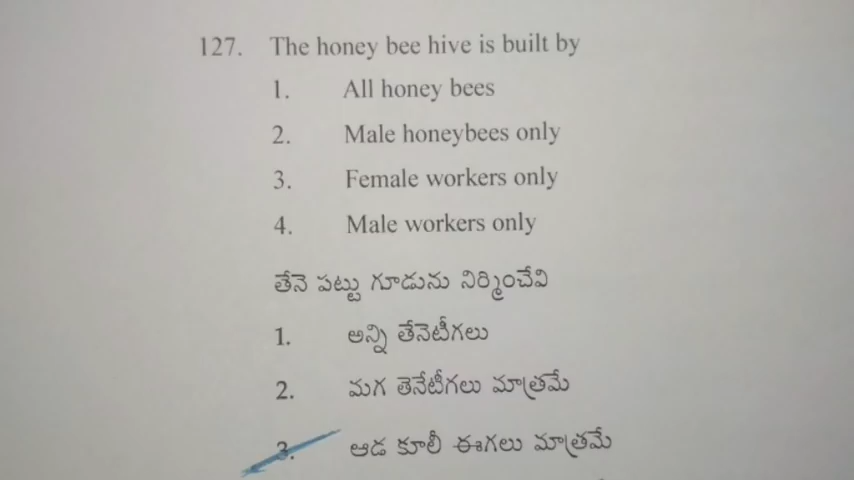 127. The honey bee hive is built by
1. All honey bees
2. Male honeybees only
3. Female workers only
4. Male workers only
తేనె పట్టు గూడును నిర్మించేవి
1. అన్ని తేనెటీగలు
2. మగ తెనేటీగలు మాత్రమే
3. ఆడ కూలీ ఈగలు మాత్రమే